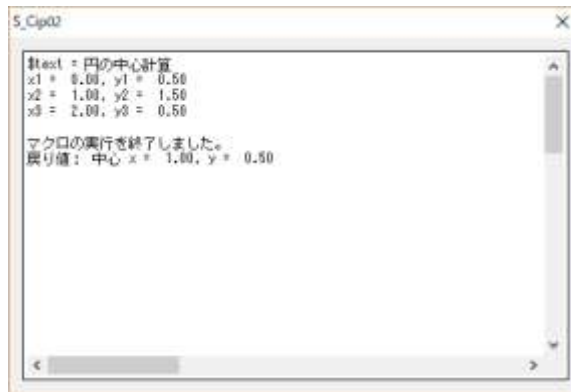 S_Cip02
$text = 円の中心計算
x1 =  0.00, y1 =  0.50
x2 =  1.00, y2 =  1.50
x3 =  2.00, y3 =  0.50
マクロの実行を終了しました。
戻り値: 中心 x =  1.00, y =  0.50